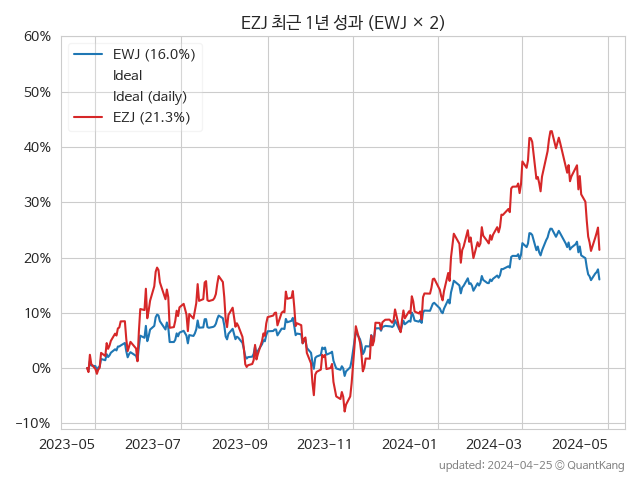 EZJ 최근 1년 성과 (EWJ × 2)
60%
50%
40%
30%
20%
10%
0%
−10%
EWJ (16.0%)
Ideal
Ideal (daily)
EZJ (21.3%)
2023−05 2023−07 2023−09 2023−11 2024−01 2024−03 2024−05
updated: 2024−04−25 © QuantKang